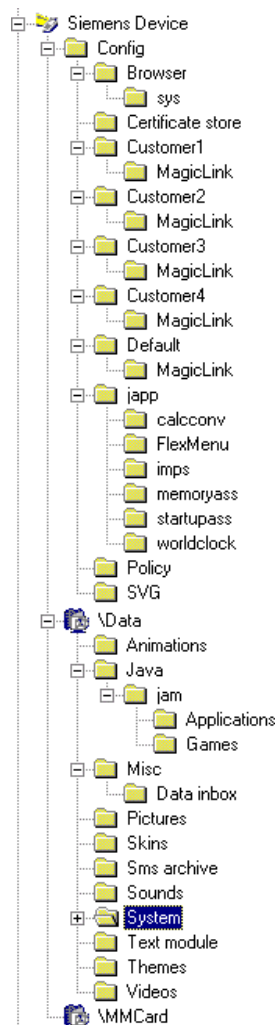 Siemens Device
Config
Browser
sys
Certificate store
Customer1
MagicLink
Customer2
MagicLink
Customer3
MagicLink
Customer4
MagicLink
Default
MagicLink
japp
calcconv
FlexMenu
imps
memoryass
startupass
worldclock
Policy
SVG
\Data
Animations
Java
jam
Applications
Games
Misc
Data inbox
Pictures
Skins
Sms archive
Sounds
System
Text module
Themes
Videos
\MMCard